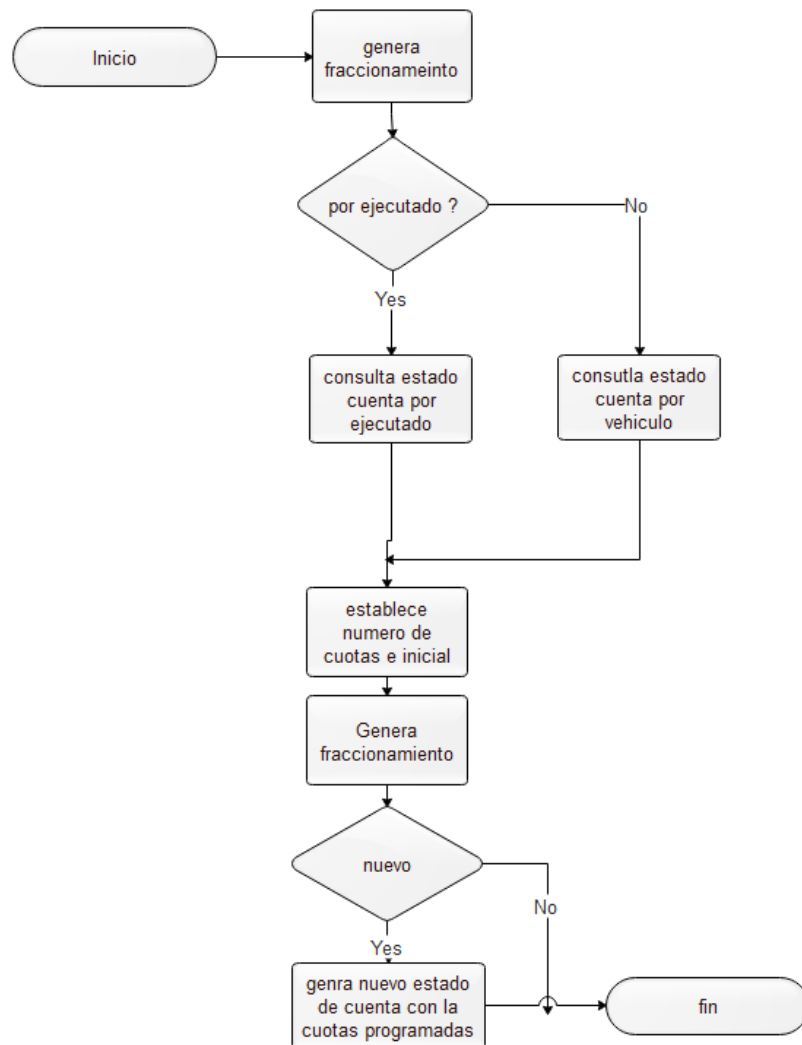 Inicio
genera
fraccionameinto
por ejecutado ?
No
Yes
consulta estado
cuenta por
ejecutado
consutla estado
cuenta por
vehiculo
establece
numero de
cuotas e inicial
Genera
fraccionamiento
nuevo
No
Yes
genra nuevo estado
de cuenta con la
cuotas programadas
fin